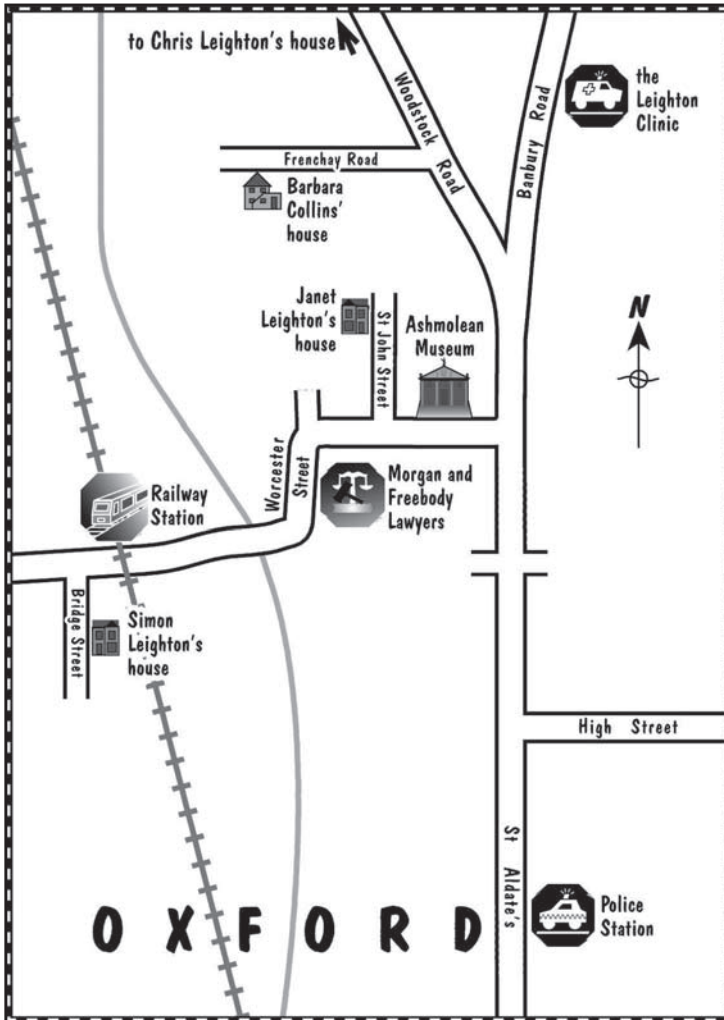 to Chris Leighton's house
Woodstock Road
Banbury Road
the
Leighton
Clinic
Frenchay Road
Barbara
Collins'
house
Janet
Leighton's
house
St John Street
Ashmolean
Museum
N
Worcester
Street
Railway
Station
Morgan and
Freebody
Lawyers
Bridge Street
Simon
Leighton's
house
High Street
St Aldate's
Police
Station
OXFORD